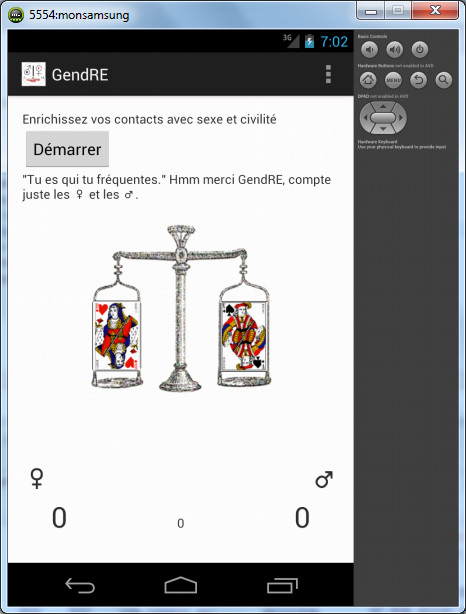 5554:monsamsung
3G 7:02
GendRE
Enrichissez vos contacts avec sexe et civilité
Démarrer
"Tu es qui tu fréquentes." Hmm merci GendRE, compte
juste les ♀ et les ♂.
♀ ♂
0 0 0
Basic Controls
Hardware Buttons not enabled in AVD
MENU
DPAD not enabled in AVD
Hardware Keyboard
Use your physical keyboard to provide input